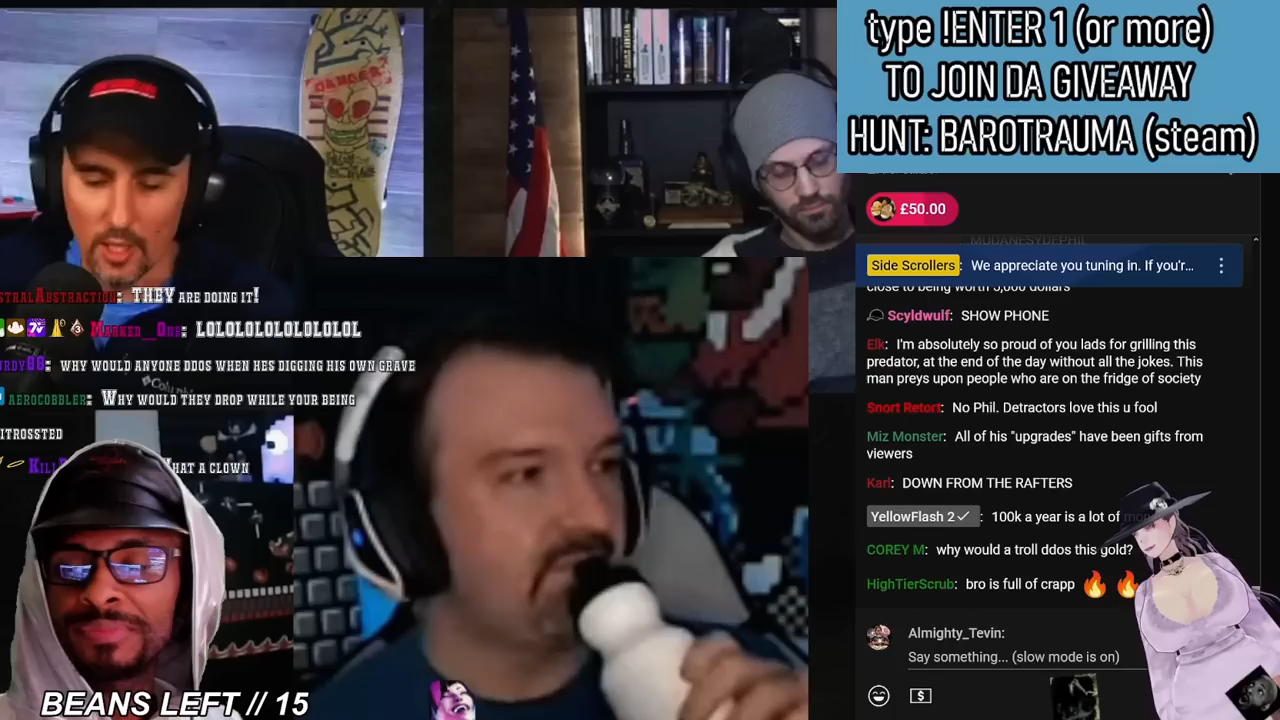 type !ENTER 1 (or more)
TO JOIN DA GIVEAWAY
HUNT: BAROTRAUMA (steam)
DANGER!
£50.00
MUDANESYDEPHIL
Side Scrollers: We appreciate you tuning in. If you'r...
close to being worth 5,000 dollars
Scyldwulf: SHOW PHONE
Elk: I'm absolutely so proud of you lads for grilling this
predator, at the end of the day without all the jokes. This
man preys upon people who are on the fridge of society
Snort Retort: No Phil. Detractors love this u fool
Miz Monster: All of his "upgrades" have been gifts from
viewers
Karl: DOWN FROM THE RAFTERS
YellowFlash 2: 100k a year is a lot of
COREY M: why would a troll ddos this gold?
HighTierScrub: bro is full of crapp
Almighty_Tevin:
Say something... (slow mode is on)
STRALABSTRACTION: THEY ARE DOING IT!
MASKED__ONE: LOLOLOLOLOLOLOLOL
URDY86: WHY WOULD ANYONE DDOS WHEN HES DIGGING HIS OWN GRAVE
AEROCOBBLER: WHY WOULD THEY DROP WHILE YOUR BEING
ITROSSTED
HAT A CLOWN
BEANS LEFT // 15